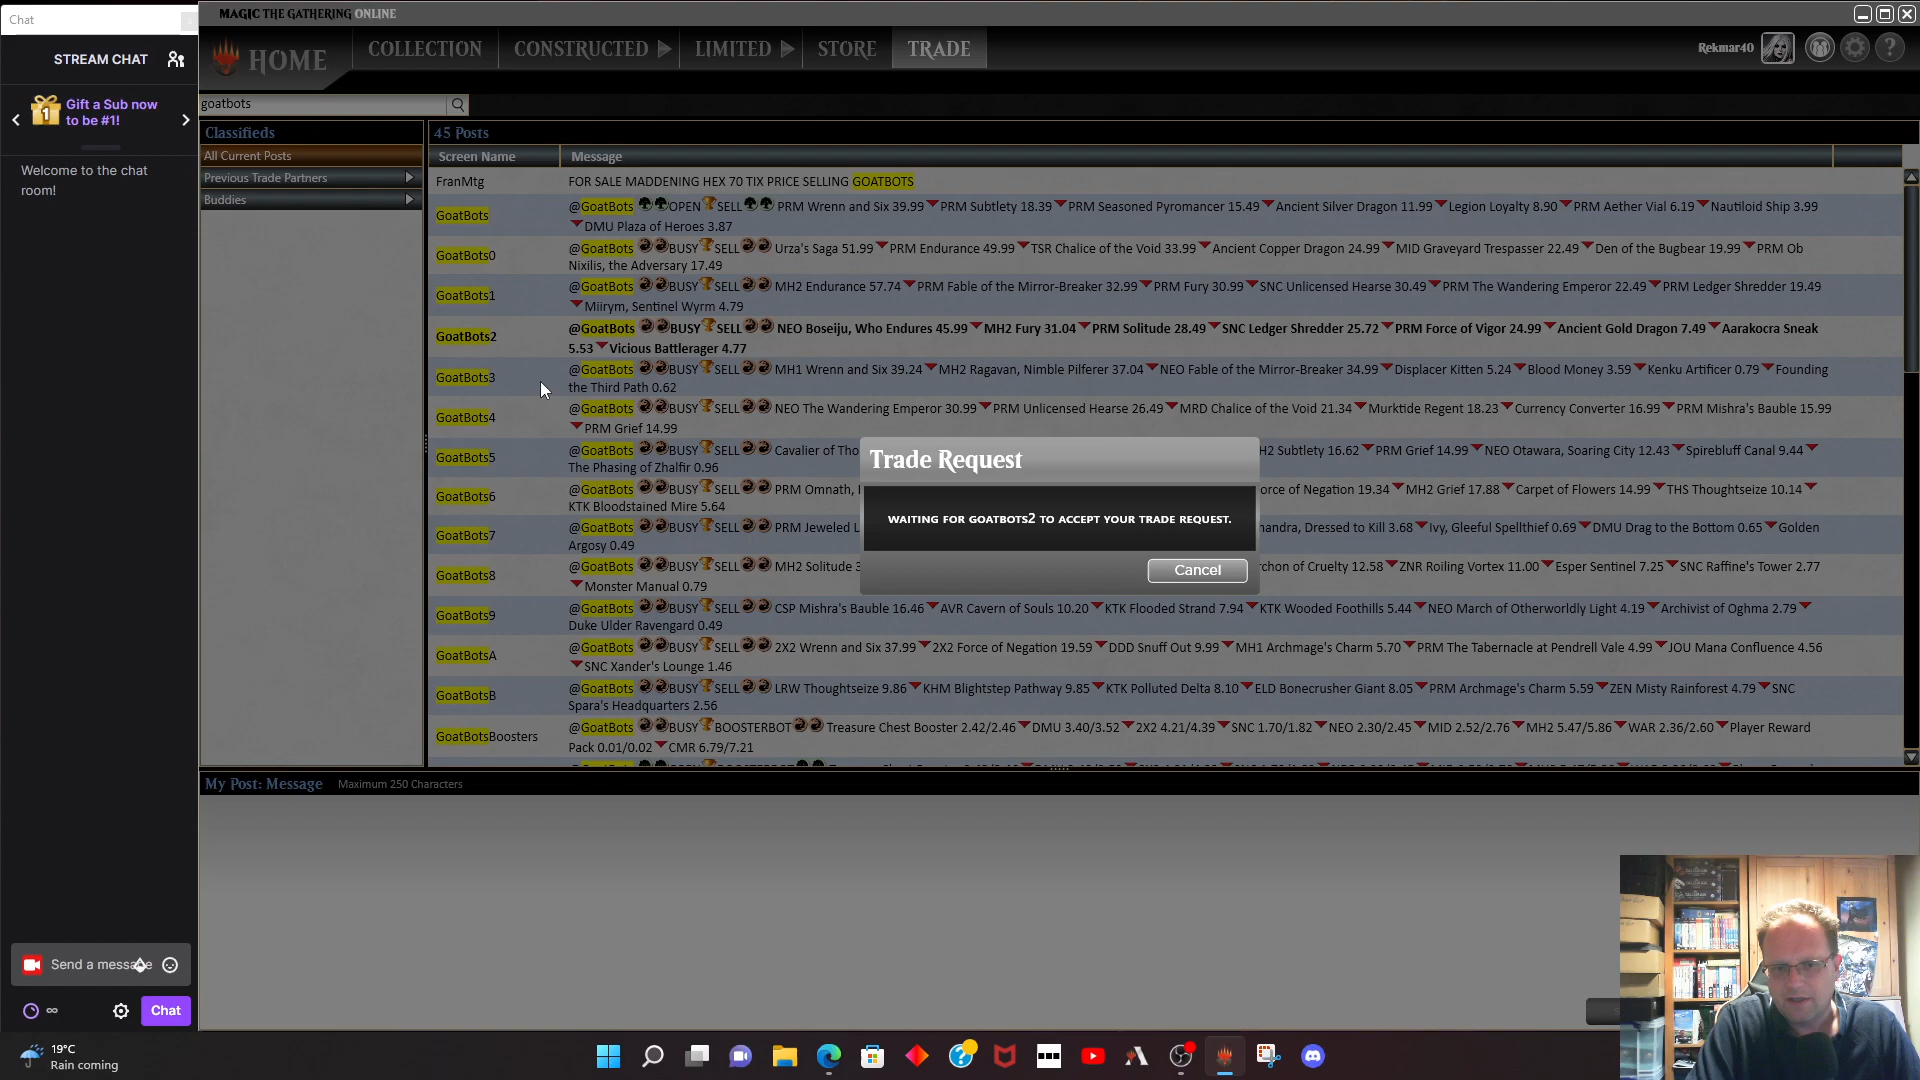 Chat
MAGIC THE GATHERING ONLINE
STREAM CHAT
HOME
COLLECTION
CONSTRUCTED
LIMITED
STORE
TRADE
Rekmar40
Gift a Sub now
to be #1!
1
Welcome to the chat
room!
goatbots
Classifieds
All Current Posts
Previous Trade Partners
Buddies
45 Posts
Screen Name Message
FranMtg FOR SALE MADDENING HEX 70 TIX PRICE SELLING GOATBOTS
GoatBots @GoatBots OPEN SELL PRM Wrenn and Six 39.99 PRM Subtlety 18.39 PRM Seasoned Pyromancer 15.49 Ancient Silver Dragon 11.99 Legion Loyalty 8.90 PRM Aether Vial 6.19 Nautiloid Ship 3.99
DMU Plaza of Heroes 3.87
GoatBots0 @GoatBots BUSY SELL Urza's Saga 51.99 PRM Endurance 49.99 TSR Chalice of the Void 33.99 Ancient Copper Dragon 24.99 MID Graveyard Trespasser 22.49 Den of the Bugbear 19.99 PRM Ob
Nixilis, the Adversary 17.49
GoatBots1 @GoatBots BUSY SELL MH2 Endurance 57.74 PRM Fable of the Mirror-Breaker 32.99 PRM Fury 30.99 SNC Unlicensed Hearse 30.49 PRM The Wandering Emperor 22.49 PRM Ledger Shredder 19.49
Miirym, Sentinel Wyrm 4.79
GoatBots2 @GoatBots BUSY SELL NEO Boseiju, Who Endures 45.99 MH2 Fury 31.04 PRM Solitude 28.49 SNC Ledger Shredder 25.72 PRM Force of Vigor 24.99 Ancient Gold Dragon 7.49 Aarakocra Sneak
5.53 Vicious Battlerager 4.77
GoatBots3 @GoatBots BUSY SELL MH1 Wrenn and Six 39.24 MH2 Ragavan, Nimble Pilferer 37.04 NEO Fable of the Mirror-Breaker 34.99 Displacer Kitten 5.24 Blood Money 3.59 Kenku Artificer 0.79 Founding
the Third Path 0.62
GoatBots4 @GoatBots BUSY SELL NEO The Wandering Emperor 30.99 PRM Unlicensed Hearse 26.49 MRD Chalice of the Void 21.34 Murktide Regent 18.23 Currency Converter 16.99 PRM Mishra's Bauble 15.99
PRM Grief 14.99
GoatBots5 @GoatBots BUSY SELL Cavalier of Tho H2 Subtlety 16.62 PRM Grief 14.99 NEO Otawara, Soaring City 12.43 Spirebluff Canal 9.44
The Phasing of Zhalfir 0.96
GoatBots6 @GoatBots BUSY SELL PRM Omnath, orce of Negation 19.34 MH2 Grief 17.88 Carpet of Flowers 14.99 THS Thoughtseize 10.14
KTK Bloodstained Mire 5.64
GoatBots7 @GoatBots BUSY SELL PRM Jeweled L handra, Dressed to Kill 3.68 Ivy, Gleeful Spellthief 0.69 DMU Drag to the Bottom 0.65 Golden
Argosy 0.49
GoatBots8 @GoatBots BUSY SELL MH2 Solitude 3 rchon of Cruelty 12.58 ZNR Roiling Vortex 11.00 Esper Sentinel 7.25 SNC Raffine's Tower 2.77
Monster Manual 0.79
GoatBots9 @GoatBots BUSY SELL CSP Mishra's Bauble 16.46 AVR Cavern of Souls 10.20 KTK Flooded Strand 7.94 KTK Wooded Foothills 5.44 NEO March of Otherworldly Light 4.19 Archivist of Oghma 2.79
Duke Ulder Ravengard 0.49
GoatBotsA @GoatBots BUSY SELL 2X2 Wrenn and Six 37.99 2X2 Force of Negation 19.59 DDD Snuff Out 9.99 MH1 Archmage's Charm 5.70 PRM The Tabernacle at Pendrell Vale 4.99 JOU Mana Confluence 4.56
SNC Xander's Lounge 1.46
GoatBotsB @GoatBots BUSY SELL LRW Thoughtseize 9.86 KHM Blightstep Pathway 9.85 KTK Polluted Delta 8.10 ELD Bonecrusher Giant 8.05 PRM Archmage's Charm 5.59 ZEN Misty Rainforest 4.79 SNC
Spara's Headquarters 2.56
GoatBotsBoosters @GoatBots BUSY BOOSTERBOT Treasure Chest Booster 2.42/2.46 DMU 3.40/3.52 2X2 4.21/4.39 SNC 1.70/1.82 NEO 2.30/2.45 MID 2.52/2.76 MH2 5.47/5.86 WAR 2.36/2.60 Player Reward
Pack 0.01/0.02 CMR 6.79/7.21
Trade Request
WAITING FOR GOATBOTS2 TO ACCEPT YOUR TRADE REQUEST.
Cancel
My Post: Message Maximum 250 Characters
Send a message
Chat
19°C
Rain coming